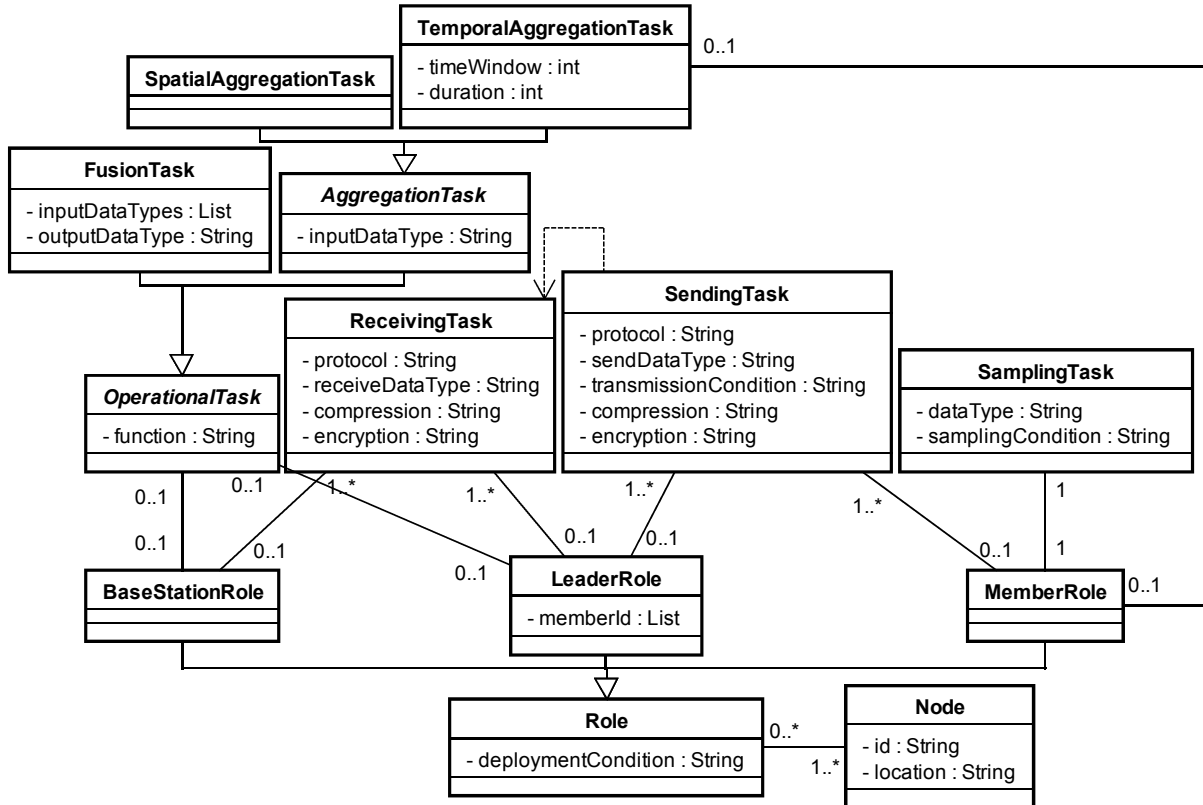 TemporalAggregationTask
- timeWindow : int
- duration : int
0..1
SpatialAggregationTask
FusionTask
- inputDataTypes : List
- outputDataType : String
AggregationTask
- inputDataType : String
ReceivingTask
- protocol : String
- receiveDataType : String
- compression : String
- encryption : String
SendingTask
- protocol : String
- sendDataType : String
- transmissionCondition : String
- compression : String
- encryption : String
SamplingTask
- dataType : String
- samplingCondition : String
OperationalTask
- function : String
0..1
0..1
1..*
1..*
1..*
1..*
1
0..1
0..1
0..1
0..1
0..1
0..1
1
BaseStationRole
LeaderRole
- memberId : List
MemberRole
0..1
Role
- deploymentCondition : String
0..*
1..*
Node
- id : String
- location : String